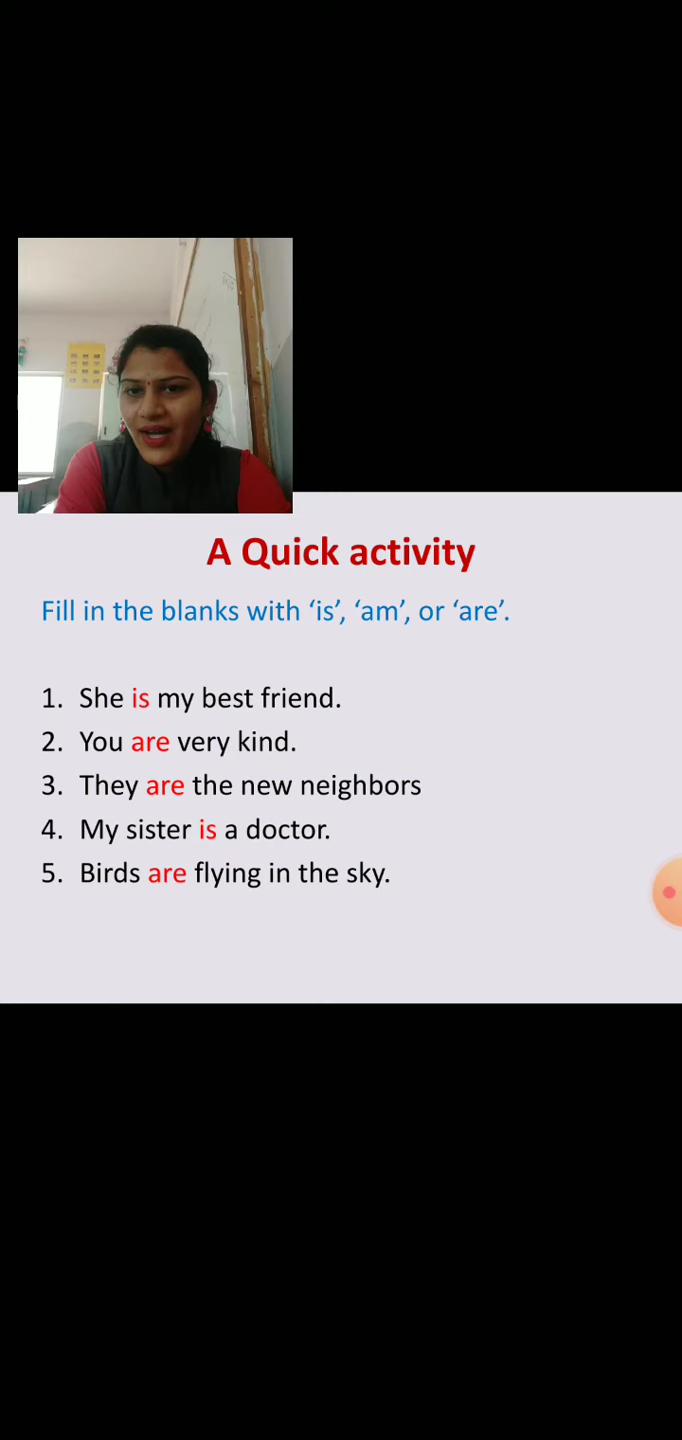 A Quick activity
Fill in the blanks with ‘is’, ‘am’, or ‘are’.
1. She is my best friend.
2. You are very kind.
3. They are the new neighbors
4. My sister is a doctor.
5. Birds are flying in the sky.